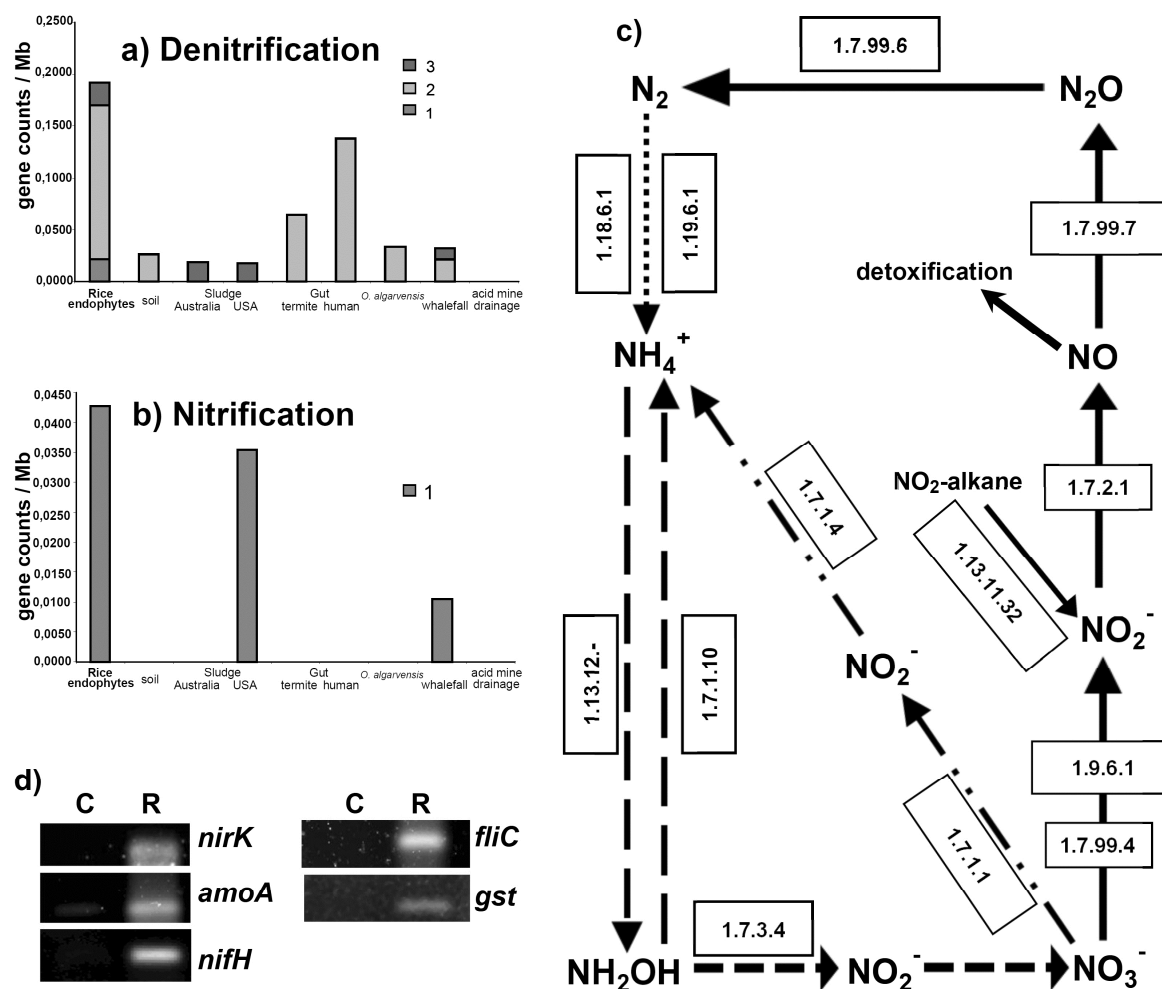 a) Denitrification
3
2
1
gene counts / Mb
0,2500
0,2000
0,1500
0,1000
0,0500
0,0000
Rice endophytes
soil
Sludge
Australia USA
Gut
termite human
O. algarvensis
whalefall
acid mine drainage
b) Nitrification
1
gene counts / Mb
0,0450
0,0400
0,0350
0,0300
0,0250
0,0200
0,0150
0,0100
0,0050
0,0000
Rice endophytes
soil
Sludge
Australia USA
Gut
termite human
O. algarvensis
whalefall
acid mine drainage
c)
1.7.99.6
N₂
N₂O
1.18.6.1
1.19.6.1
1.7.99.7
detoxification
NH₄⁺
NO
1.7.1.4
NO₂-alkane
1.7.2.1
1.13.11.32
NO₂⁻
NO₂⁻
1.13.12.-
1.7.1.10
1.9.6.1
1.7.1.1
1.7.99.4
1.7.3.4
NH₂OH
NO₂⁻
NO₃⁻
d)
C R
nirK
amoA
nifH
C R
fliC
gst